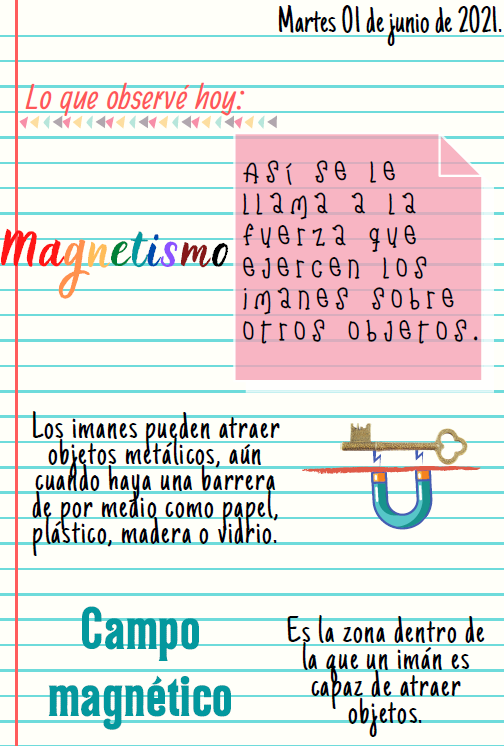 Martes 01 de junio de 2021.
Lo que observé hoy:
Magnetismo
Así se le
llama a la
fuerza que
ejercen los
imanes sobre
otros objetos.
Los imanes pueden atraer
objetos metálicos, aún
cuando haya una barrera
de por medio como papel,
plástico, madera o vidrio.
Campo
magnético
Es la zona dentro de
la que un imán es
capaz de atraer
objetos.